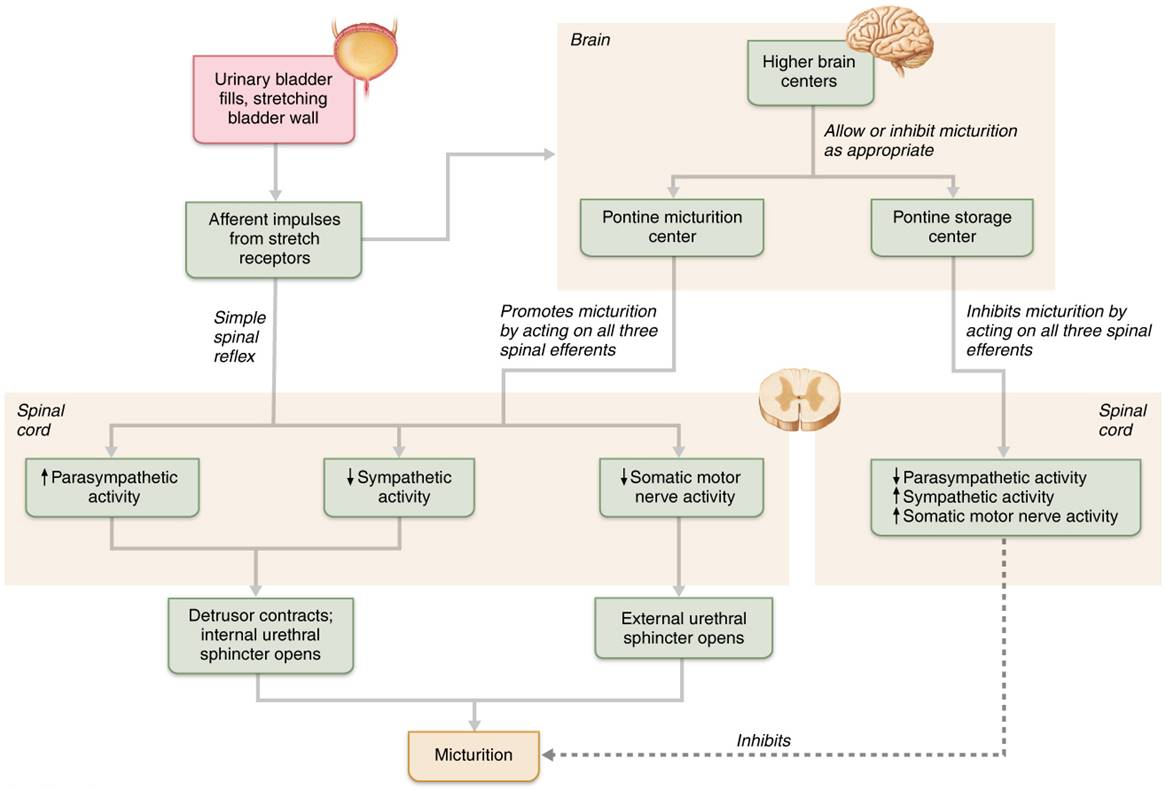 Urinary bladder
fills, stretching
bladder wall
Brain
Higher brain
centers
Allow or inhibit micturition
as appropriate
Afferent impulses
from stretch
receptors
Pontine micturition
center
Pontine storage
center
Simple
spinal
reflex
Promotes micturition
by acting on all three
spinal efferents
Inhibits micturition by
acting on all three spinal
efferents
Spinal
cord
Spinal
cord
↑ Parasympathetic
activity
↓ Sympathetic
activity
↓ Somatic motor
nerve activity
↓ Parasympathetic activity
↑ Sympathetic activity
↑ Somatic motor nerve activity
Detrusor contracts;
internal urethral
sphincter opens
External urethral
sphincter opens
Micturition
Inhibits